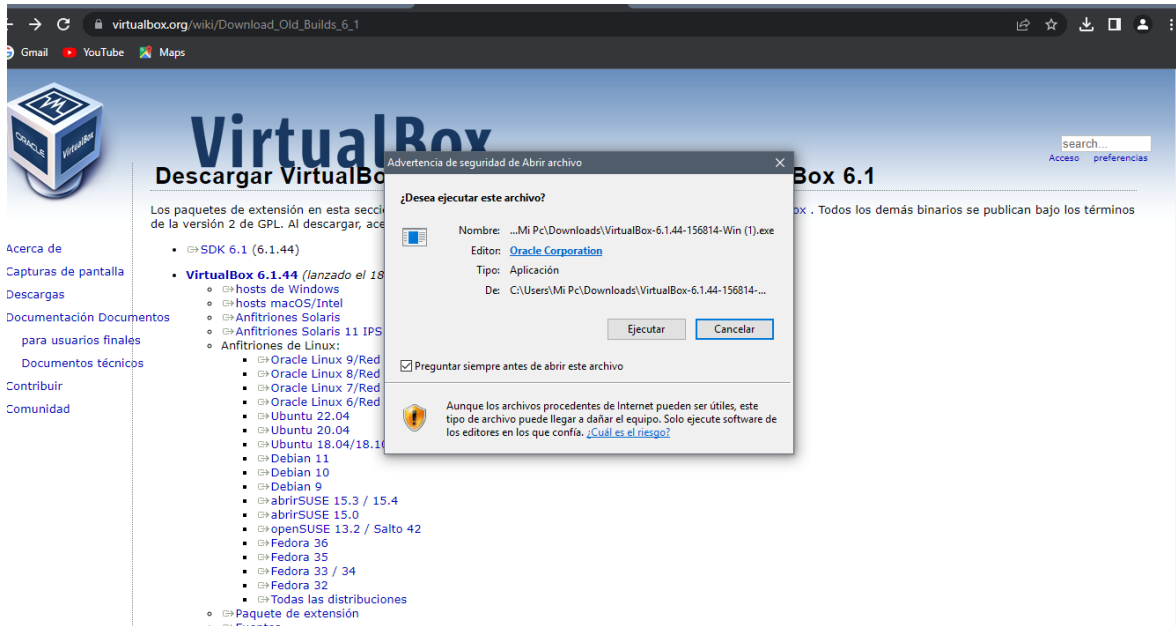 virtualbox.org/wiki/Download_Old_Builds_6_1
Gmail YouTube Maps
ORACLE
VirtualBox
VirtualBox
search...
Acceso preferencias
Descargar VirtualBo
Box 6.1
Los paquetes de extensión en esta secci
ox . Todos los demás binarios se publican bajo los términos
de la versión 2 de GPL. Al descargar, ace
Acerca de
Capturas de pantalla
Descargas
Documentación Documentos
para usuarios finales
Documentos técnicos
Contribuir
Comunidad
SDK 6.1 (6.1.44)
VirtualBox 6.1.44 (lanzado el 18
hosts de Windows
hosts macOS/Intel
Anfitriones Solaris
Anfitriones Solaris 11 IPS
Anfitriones de Linux:
Oracle Linux 9/Red
Oracle Linux 8/Red
Oracle Linux 7/Red
Oracle Linux 6/Red
Ubuntu 22.04
Ubuntu 20.04
Ubuntu 18.04/18.10
Debian 11
Debian 10
Debian 9
abrirSUSE 15.3 / 15.4
abrirSUSE 15.0
openSUSE 13.2 / Salto 42
Fedora 36
Fedora 35
Fedora 33 / 34
Fedora 32
Todas las distribuciones
Paquete de extensión
Advertencia de seguridad de Abrir archivo
¿Desea ejecutar este archivo?
Nombre: ...Mi Pc\Downloads\VirtualBox-6.1.44-156814-Win (1).exe
Editor: Oracle Corporation
Tipo: Aplicación
De: C:\Users\Mi Pc\Downloads\VirtualBox-6.1.44-156814-...
Ejecutar Cancelar
Preguntar siempre antes de abrir este archivo
Aunque los archivos procedentes de Internet pueden ser útiles, este
tipo de archivo puede llegar a dañar el equipo. Solo ejecute software de
los editores en los que confía. ¿Cuál es el riesgo?